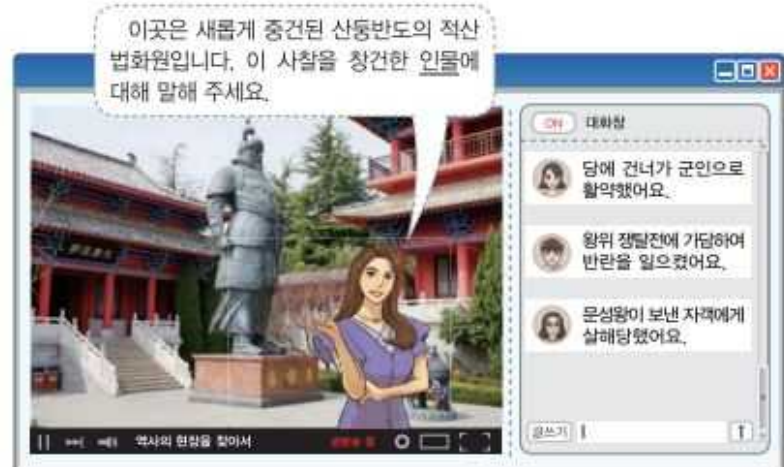 이곳은 새롭게 중건된 산둥반도의 적산
법화원입니다. 이 사찰을 창건한 인물에
대해 말해 주세요.
ON 대화창
당에 건너가 군인으로
활약했어요.
왕위 쟁탈전에 가담하여
반란을 일으켰어요.
문성왕이 보낸 자객에게
살해당했어요.
역사의 현장을 찾아서
글쓰기